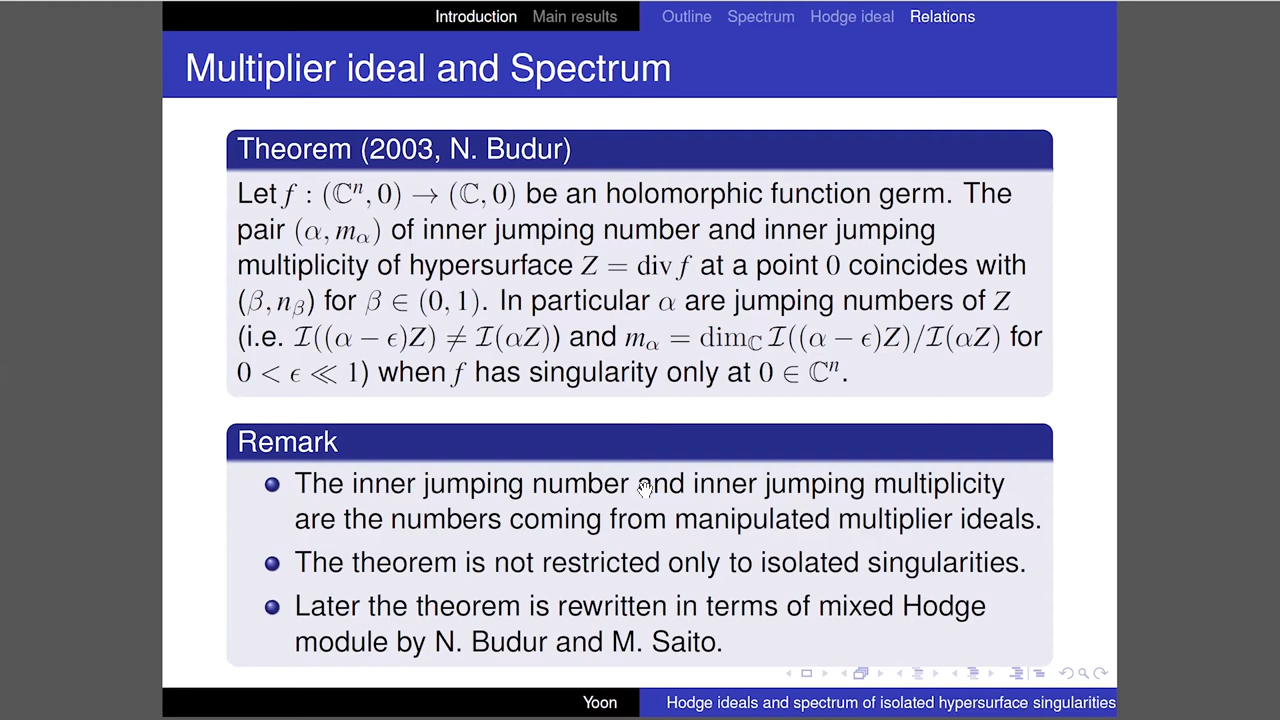 Introduction Main results Outline Spectrum Hodge ideal Relations
Multiplier ideal and Spectrum
Theorem (2003, N. Budur)
Let f : (ℂⁿ, 0) → (ℂ, 0) be an holomorphic function germ. The
pair (α, m_α) of inner jumping number and inner jumping
multiplicity of hypersurface Z = div f at a point 0 coincides with
(β, n_β) for β ∈ (0, 1). In particular α are jumping numbers of Z
(i.e. 𝓘((α − ϵ)Z) ≠ 𝓘(αZ)) and m_α = dim_ℂ 𝓘((α − ϵ)Z)/𝓘(αZ) for
0 < ϵ ≪ 1) when f has singularity only at 0 ∈ ℂⁿ.
Remark
The inner jumping number and inner jumping multiplicity
are the numbers coming from manipulated multiplier ideals.
The theorem is not restricted only to isolated singularities.
Later the theorem is rewritten in terms of mixed Hodge
module by N. Budur and M. Saito.
Yoon Hodge ideals and spectrum of isolated hypersurface singularities